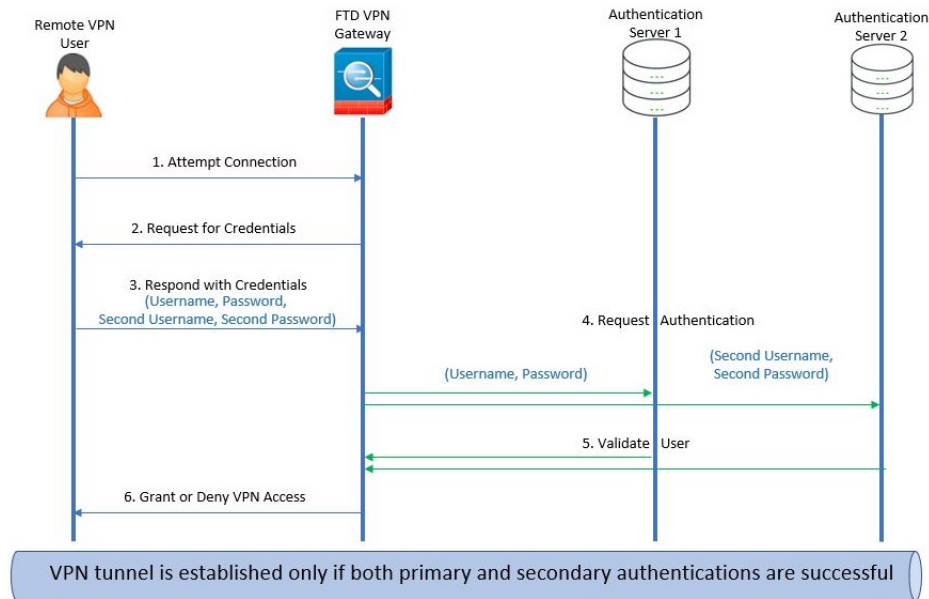 Remote VPN
User
FTD VPN
Gateway
Authentication
Server 1
Authentication
Server 2
1. Attempt Connection
2. Request for Credentials
3. Respond with Credentials
(Username, Password,
Second Username, Second Password)
4. Request Authentication
(Username, Password)
(Second Username,
Second Password)
5. Validate User
6. Grant or Deny VPN Access
VPN tunnel is established only if both primary and secondary authentications are successful